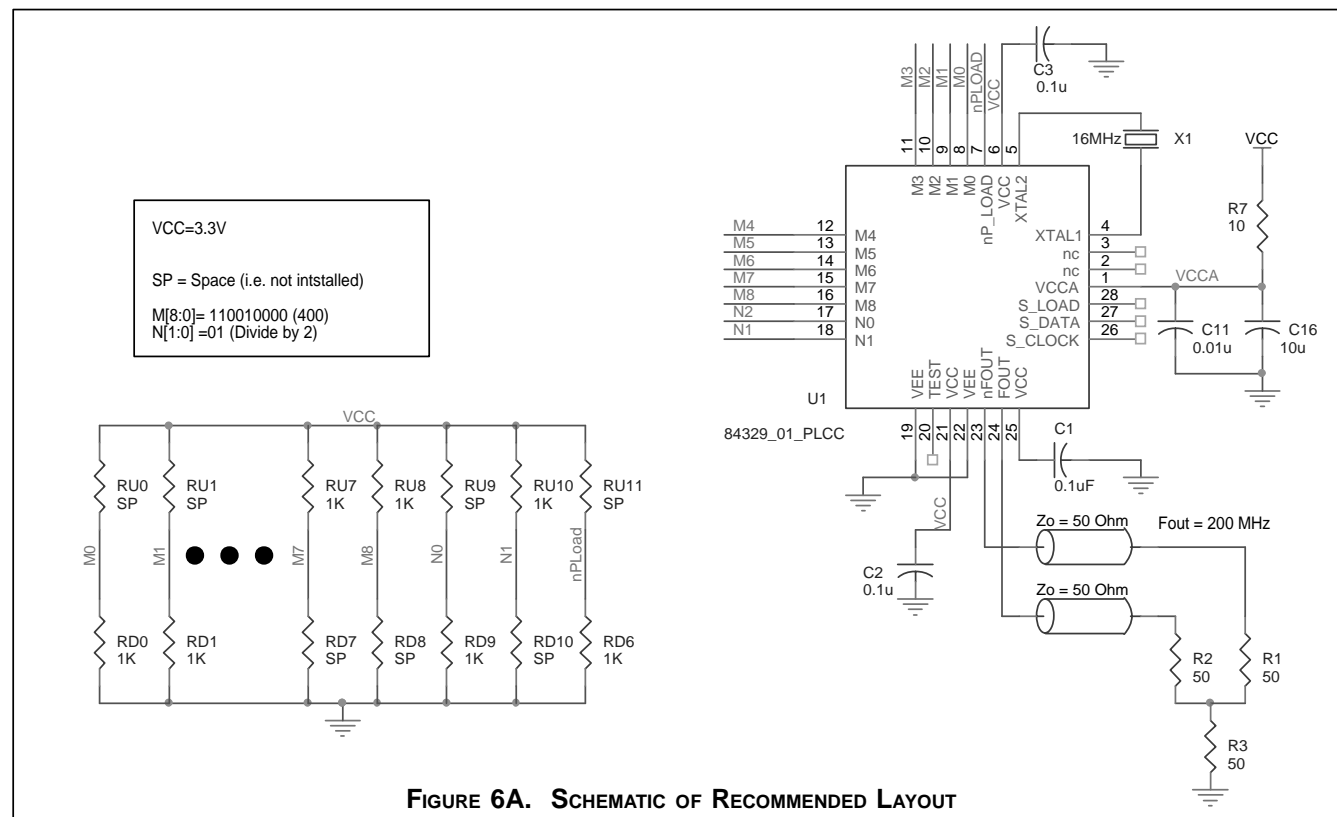 M3
M2
M1
M0
nPLOAD
VCC
C3
0.1u
11
10
9
8
7
6
5
16MHz
X1
VCC
M3
M2
M1
M0
nP_LOAD
VCC
XTAL2
R7
10
VCC=3.3V
SP = Space (i.e. not intstalled)
M[8:0]= 110010000 (400)
N[1:0] =01 (Divide by 2)
M4
M5
M6
M7
M8
N2
N1
12
13
14
15
16
17
18
M4
M5
M6
M7
M8
N0
N1
XTAL1
nc
nc
VCCA
S_LOAD
S_DATA
S_CLOCK
4
3
2
1
28
27
26
VCCA
C11
0.01u
C16
10u
VEE
TEST
VCC
VEE
nFOUT
FOUT
VCC
U1
84329_01_PLCC
19
20
21
22
23
24
25
C1
0.1uF
VCC
C2
0.1u
Zo = 50 Ohm
Fout = 200 MHz
Zo = 50 Ohm
R2
50
R1
50
R3
50
VCC
RU0
SP
RU1
SP
RU7
1K
RU8
1K
RU9
SP
RU10
1K
RU11
SP
M0
M1
M7
M8
N0
N1
nPLoad
RD0
1K
RD1
1K
RD7
SP
RD8
SP
RD9
1K
RD10
SP
RD6
1K
FIGURE 6A. SCHEMATIC OF RECOMMENDED LAYOUT